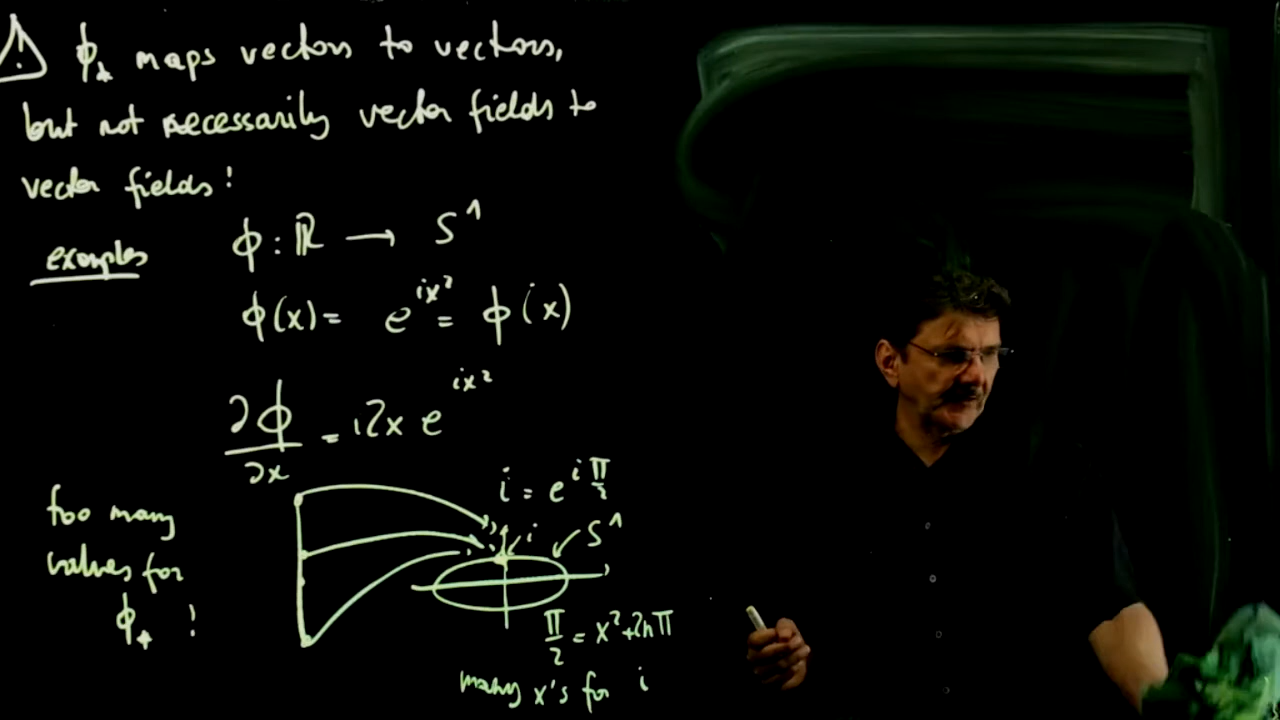 ⚠ ϕ⋆ maps vectors to vectors,
but not necessarily vector fields to
vector fields!
examples
ϕ : ℝ → S¹
ϕ(x) = e^{ix²} = ϕ(x)
∂ϕ/∂x = i2x e^{ix²}
i = e^{iπ/2}
too many
values for
ϕ⋆ !
i
S¹
π/2 = x² + 2nπ
many x's for i